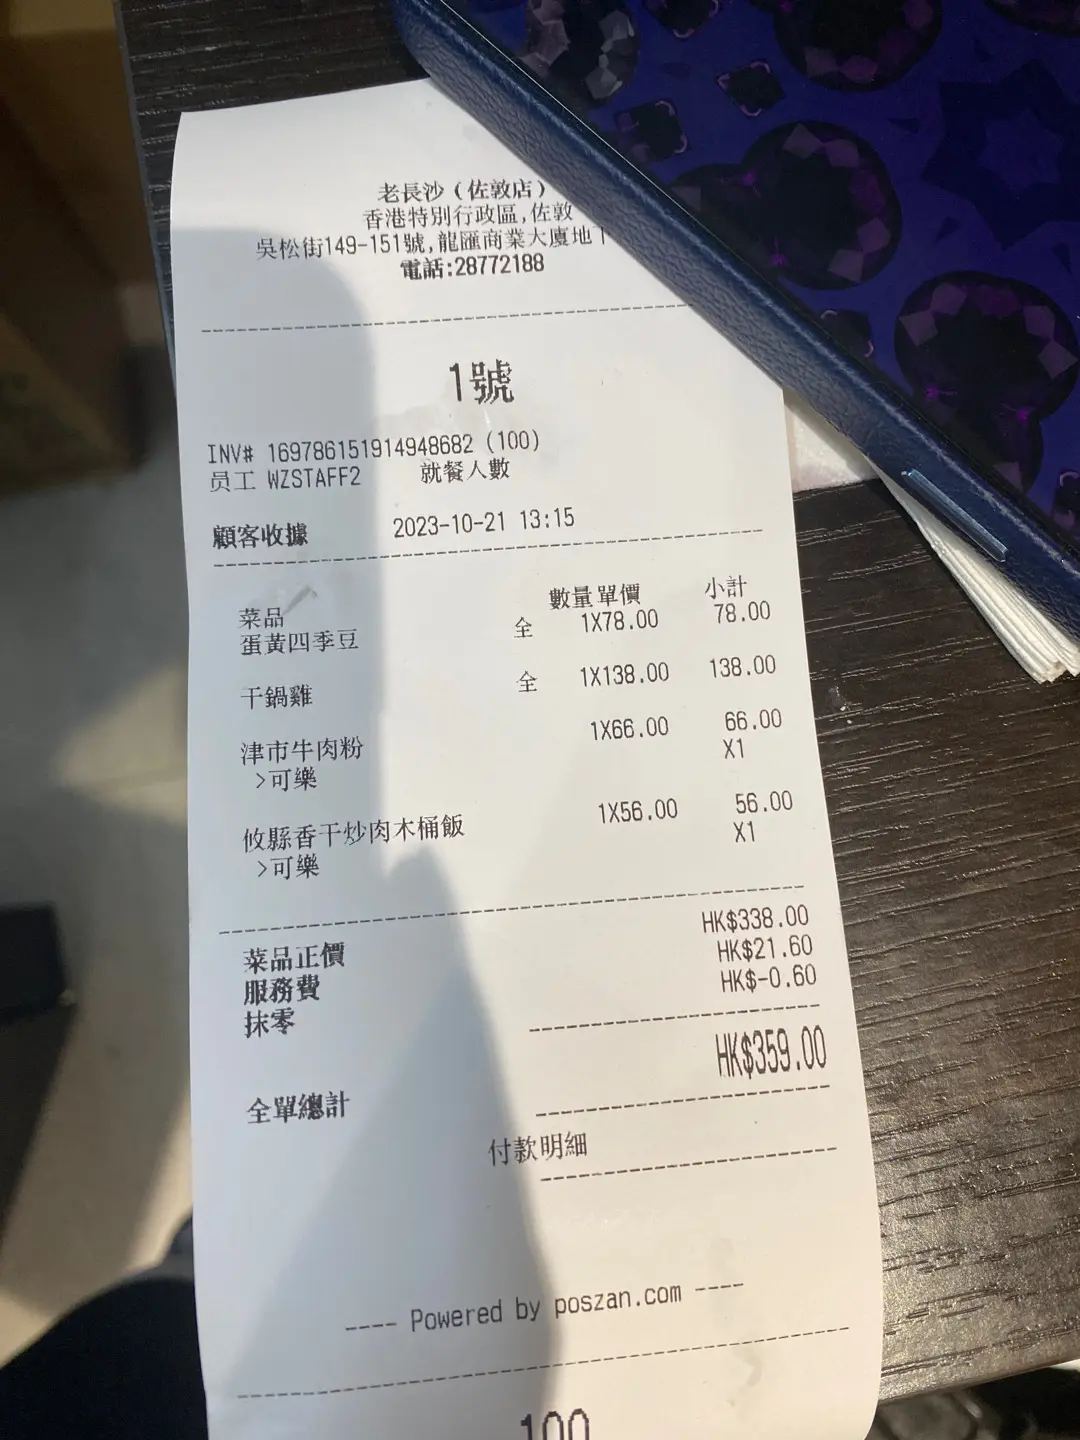 老長沙（佐敦店）
香港特別行政區,佐敦
吳松街149-151號,龍匯商業大廈地下
電話:28772188
1號
INV# 169786151914948682 (100)
员工 WZSTAFF2 就餐人數
顧客收據 2023-10-21 13:15
菜品 數量單價 小計
蛋黃四季豆 全 1X78.00 78.00
干鍋雞 全 1X138.00 138.00
津市牛肉粉 1X66.00 66.00
>可樂 X1
攸縣香干炒肉木桶飯 1X56.00 56.00
>可樂 X1
菜品正價 HK$338.00
服務費 HK$21.60
抹零 HK$-0.60
全單總計 HK$359.00
付款明細
---- Powered by poszan.com ----
100